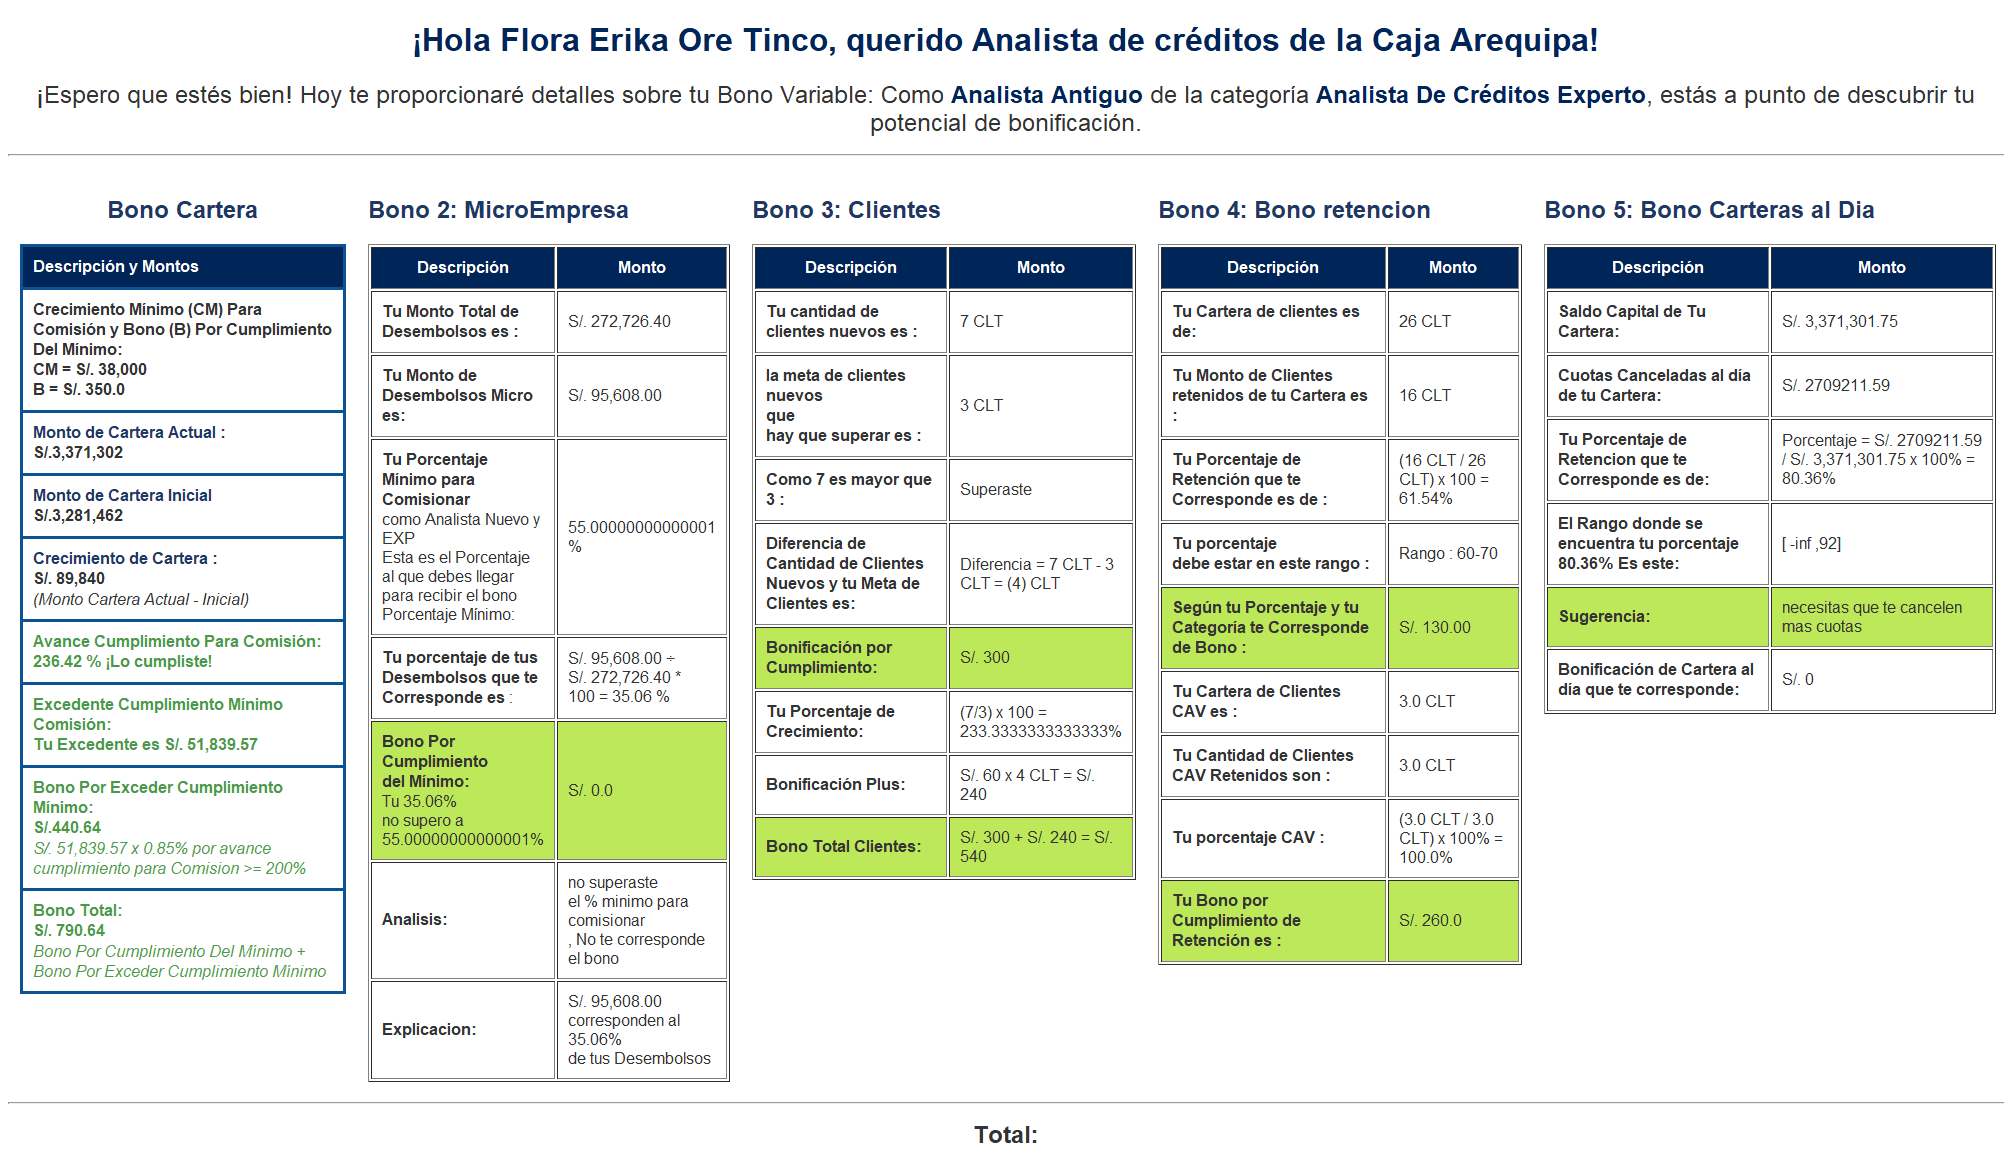 ¡Hola Flora Erika Ore Tinco, querido Analista de créditos de la Caja Arequipa!
¡Espero que estés bien! Hoy te proporcionaré detalles sobre tu Bono Variable: Como Analista Antiguo de la categoría Analista De Créditos Experto, estás a punto de descubrir tu
potencial de bonificación.
Bono Cartera
Descripción y Montos
Crecimiento Mínimo (CM) Para
Comisión y Bono (B) Por Cumplimiento
Del Mínimo:
CM = S/. 38,000
B = S/. 350.0
Monto de Cartera Actual :
S/.3,371,302
Monto de Cartera Inicial
S/.3,281,462
Crecimiento de Cartera :
S/. 89,840
(Monto Cartera Actual - Inicial)
Avance Cumplimiento Para Comisión:
236.42 % ¡Lo cumpliste!
Excedente Cumplimiento Mínimo
Comisión:
Tu Excedente es S/. 51,839.57
Bono Por Exceder Cumplimiento
Mínimo:
S/.440.64
S/. 51,839.57 x 0.85% por avance
cumplimiento para Comision >= 200%
Bono Total:
S/. 790.64
Bono Por Cumplimiento Del Mínimo +
Bono Por Exceder Cumplimiento Mínimo
Bono 2: MicroEmpresa
Descripción Monto
Tu Monto Total de
Desembolsos es :
S/. 272,726.40
Tu Monto de
Desembolsos Micro
es:
S/. 95,608.00
Tu Porcentaje
Mínimo para
Comisionar
como Analista Nuevo y
EXP
Esta es el Porcentaje
al que debes llegar
para recibir el bono
Porcentaje Mínimo:
55.00000000000001
%
Tu porcentaje de tus
Desembolsos que te
Corresponde es :
S/. 95,608.00 ÷
S/. 272,726.40 *
100 = 35.06 %
Bono Por
Cumplimiento
del Mínimo:
Tu 35.06%
no supero a
55.00000000000001%
S/. 0.0
Analisis:
no superaste
el % minimo para
comisionar
, No te corresponde
el bono
Explicacion:
S/. 95,608.00
corresponden al
35.06%
de tus Desembolsos
Bono 3: Clientes
Descripción Monto
Tu cantidad de
clientes nuevos es :
7 CLT
la meta de clientes
nuevos
que
hay que superar es :
3 CLT
Como 7 es mayor que
3 :
Superaste
Diferencia de
Cantidad de Clientes
Nuevos y tu Meta de
Clientes es:
Diferencia = 7 CLT - 3
CLT = (4) CLT
Bonificación por
Cumplimiento:
S/. 300
Tu Porcentaje de
Crecimiento:
(7/3) x 100 =
233.3333333333333%
Bonificación Plus:
S/. 60 x 4 CLT = S/.
240
Bono Total Clientes:
S/. 300 + S/. 240 = S/.
540
Bono 4: Bono retencion
Descripción Monto
Tu Cartera de clientes es
de:
26 CLT
Tu Monto de Clientes
retenidos de tu Cartera es
:
16 CLT
Tu Porcentaje de
Retención que te
Corresponde es de :
(16 CLT / 26
CLT) x 100 =
61.54%
Tu porcentaje
debe estar en este rango :
Rango : 60-70
Según tu Porcentaje y tu
Categoría te Corresponde
de Bono :
S/. 130.00
Tu Cartera de Clientes
CAV es :
3.0 CLT
Tu Cantidad de Clientes
CAV Retenidos son :
3.0 CLT
Tu porcentaje CAV :
(3.0 CLT / 3.0
CLT) x 100% =
100.0%
Tu Bono por
Cumplimiento de
Retención es :
S/. 260.0
Bono 5: Bono Carteras al Dia
Descripción Monto
Saldo Capital de Tu
Cartera:
S/. 3,371,301.75
Cuotas Canceladas al día
de tu Cartera:
S/. 2709211.59
Tu Porcentaje de
Retencion que te
Corresponde es de:
Porcentaje = S/. 2709211.59
/ S/. 3,371,301.75 x 100% =
80.36%
El Rango donde se
encuentra tu porcentaje
80.36% Es este:
[ -inf ,92]
Sugerencia:
necesitas que te cancelen
mas cuotas
Bonificación de Cartera al
día que te corresponde:
S/. 0
Total: